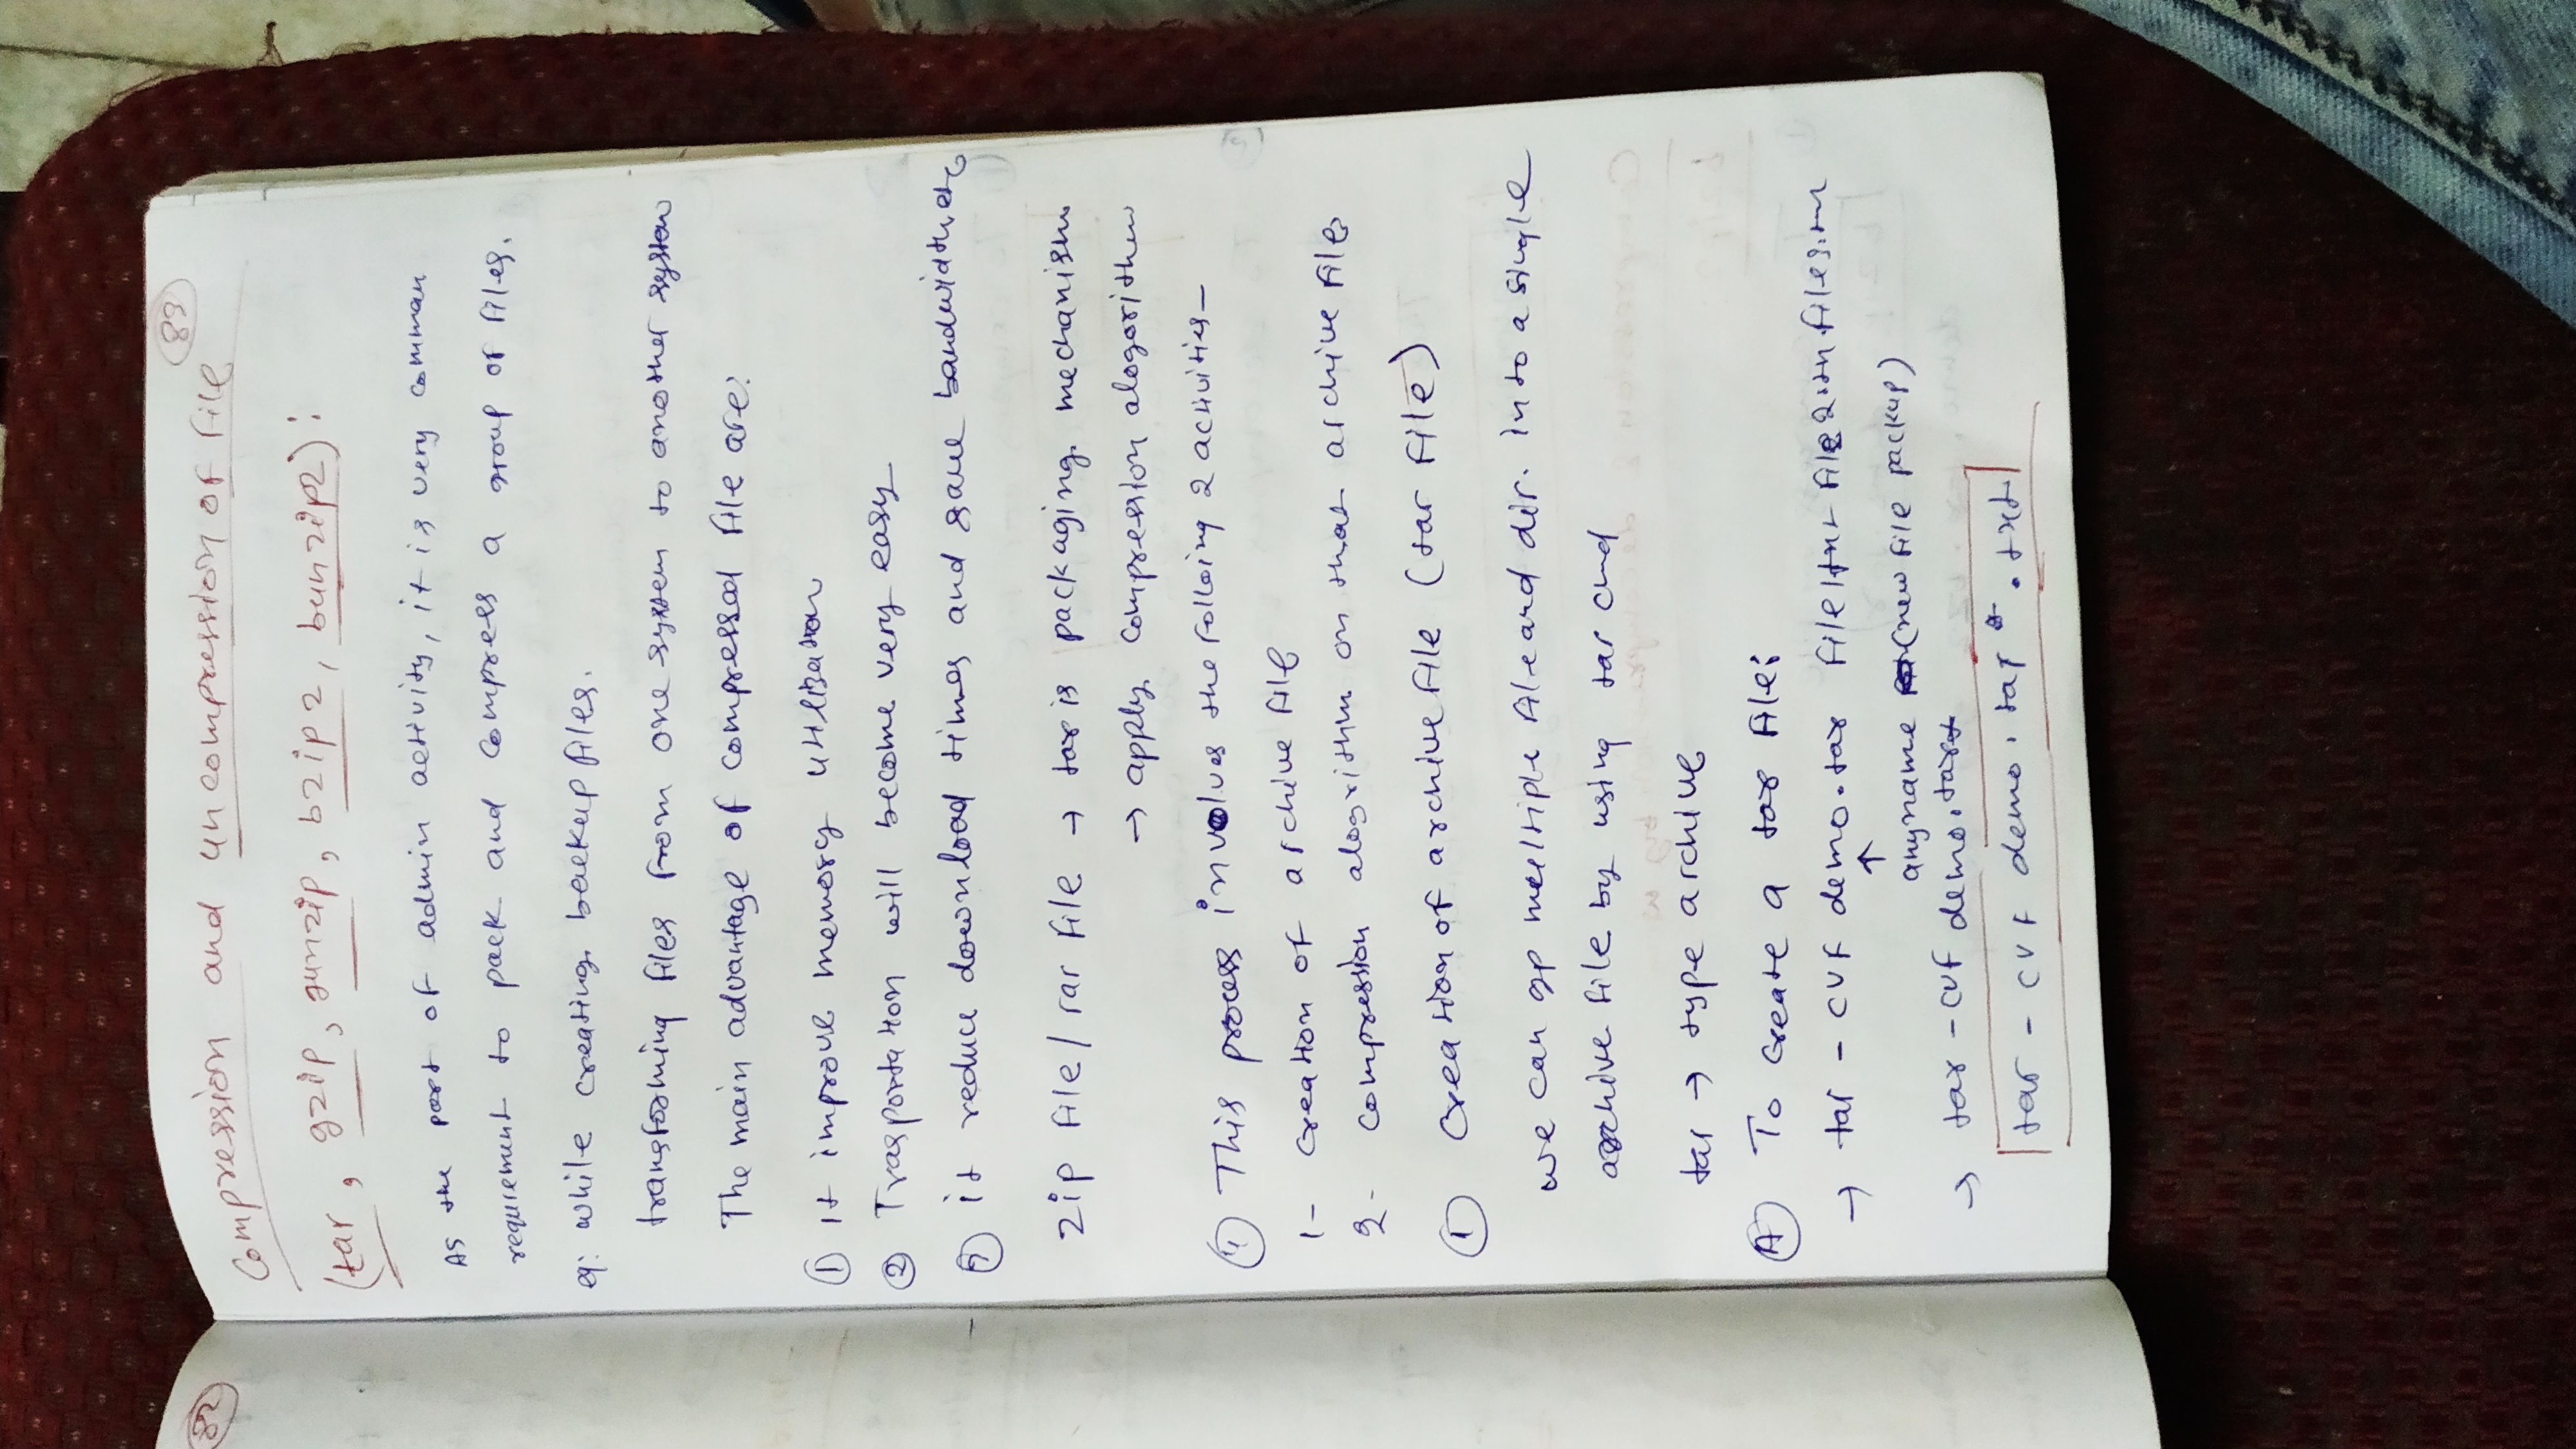 82
83
Compression and uncompression of file
(tar, gzip, gunzip, bzip2, bunzip2):
As the part of admin activity, it is very common
requirement to pack and compress a group of files.
eg: while creating backup files.
transforming files from one system to another system
The main advantage of compressed file are:
① it improve memory utilisation
② Trasportation will become very easy
it reduce download times and save bandwidth etc
zip file / rar file → tar is packaging mechanism
→ apply compression alogorithm
This process involves the following 2 activities-
1- creation of archive file
2- compression alogrithm on that archive file
① Creation of archive file (tar file)
we can gp multiple file and dir. into a single
archive file by using tar cmd
tar → type archive
Ⓐ To create a tar file:
→ tar -cvf demo.tar file1.txt file2.txt file3.txt
↑
anyname (new file packup)
→ tar -cvf demo.tar
tar -cvf demo.tar *.txt